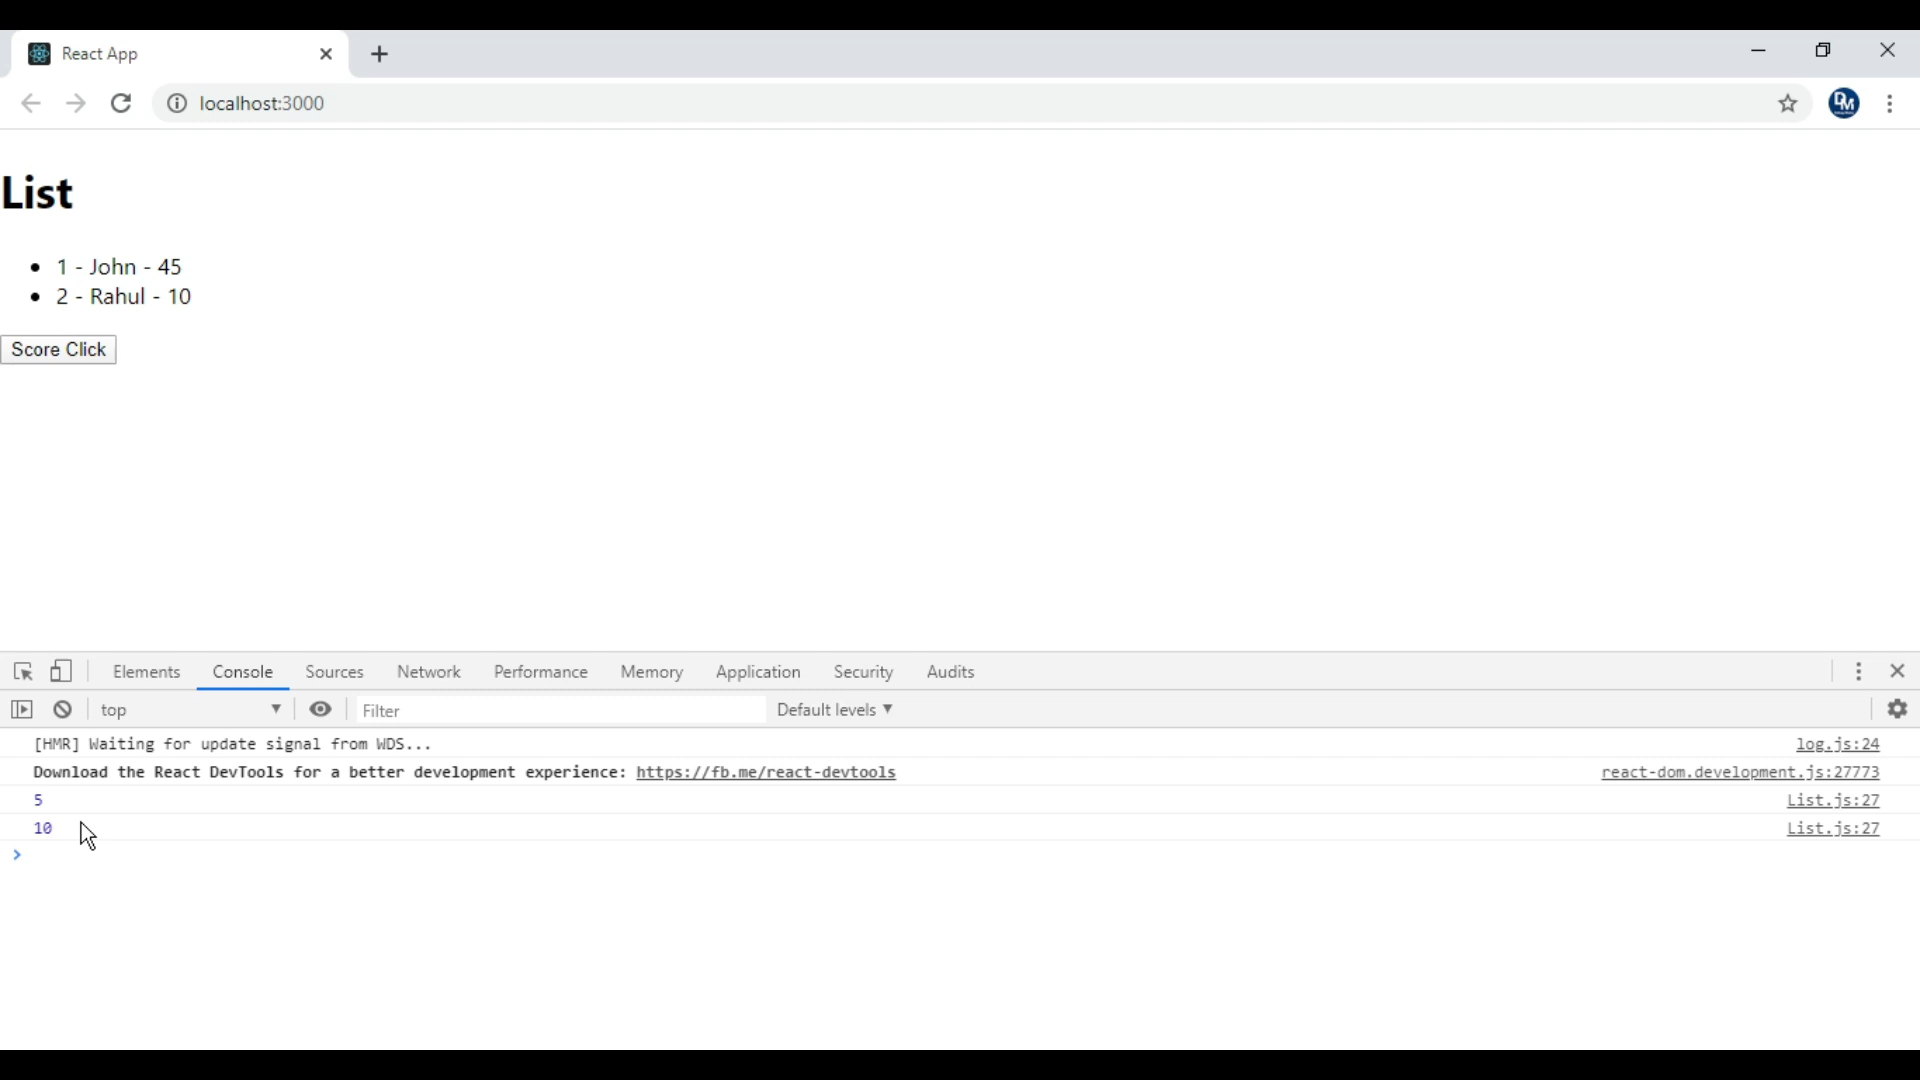 React App
localhost:3000
DM
List
• 1 - John - 45
• 2 - Rahul - 10
Score Click
Elements Console Sources Network Performance Memory Application Security Audits
top Filter Default levels
[HMR] Waiting for update signal from WDS... log.js:24
Download the React DevTools for a better development experience: https://fb.me/react-devtools react-dom.development.js:27773
5 List.js:27
10 List.js:27